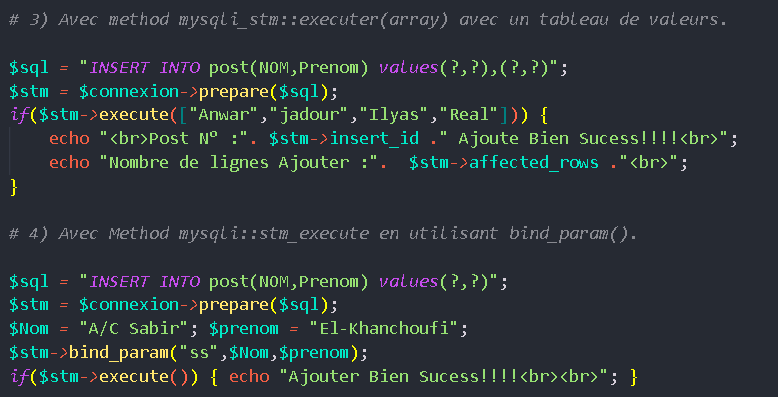 # 3) Avec method mysqli_stm::executer(array) avec un tableau de valeurs.
$sql = "INSERT INTO post(NOM,Prenom) values(?,?),(?,?)";
$stm = $connexion->prepare($sql);
if($stm->execute(["Anwar","jadour","Ilyas","Real"])) {
    echo "<br>Post N° :". $stm->insert_id ." Ajoute Bien Sucess!!!!<br>";
    echo "Nombre de lignes Ajouter :".  $stm->affected_rows ."<br>";
}
# 4) Avec Method mysqli::stm_execute en utilisant bind_param().
$sql = "INSERT INTO post(NOM,Prenom) values(?,?)";
$stm = $connexion->prepare($sql);
$Nom = "A/C Sabir"; $prenom = "El-Khanchoufi";
$stm->bind_param("ss",$Nom,$prenom);
if($stm->execute()) { echo "Ajouter Bien Sucess!!!!<br><br>"; }